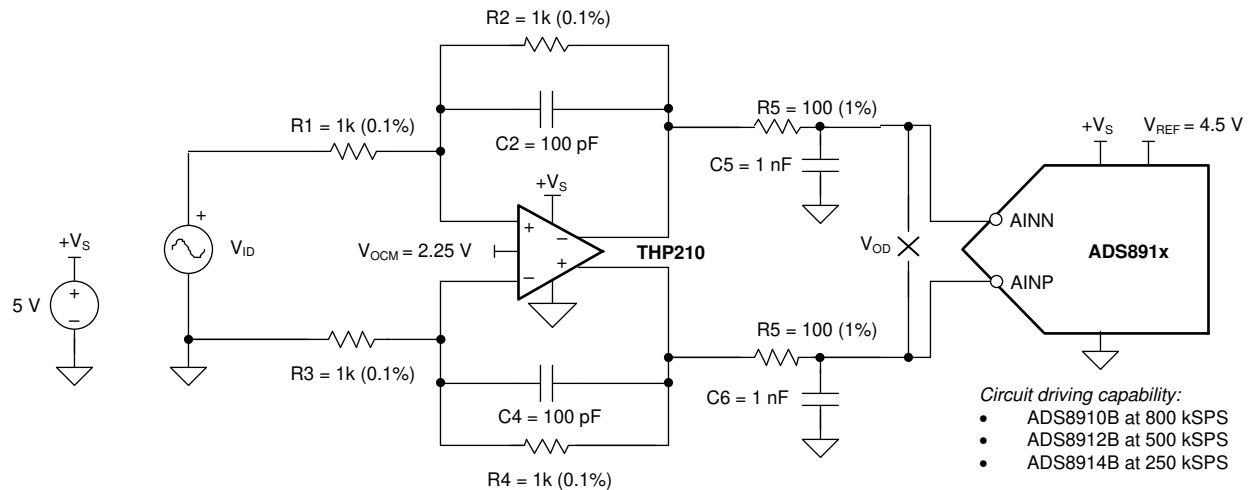 R2 = 1k (0.1%)
R1 = 1k (0.1%)
C2 = 100 pF
R5 = 100 (1%)
C5 = 1 nF
+VS
VREF = 4.5 V
+VS
+
VID
+VS
5 V
+
–
VOCM = 2.25 V
+
–
–
+
THP210
VOD
AINN
AINP
ADS891x
R3 = 1k (0.1%)
C4 = 100 pF
R4 = 1k (0.1%)
R5 = 100 (1%)
C6 = 1 nF
Circuit driving capability:
• ADS8910B at 800 kSPS
• ADS8912B at 500 kSPS
• ADS8914B at 250 kSPS